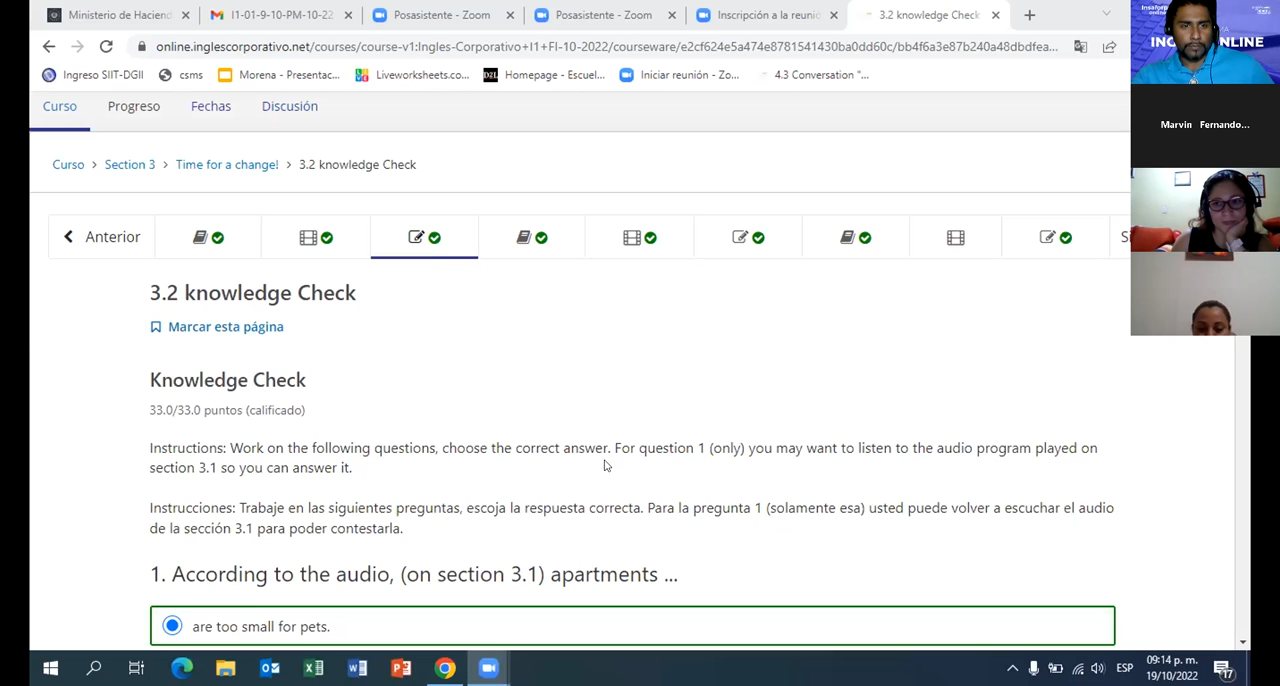 Ministerio de Haciend
I1-01-9-10-PM-10-22
Posasistente - Zoom
Posasistente - Zoom
Inscripción a la reunió
3.2 knowledge Check
online.inglescorporativo.net/courses/course-v1:Ingles-Corporativo+I1+FI-10-2022/courseware/e2cf624e5a474e8781541430ba0dd60c/bb4f6a3e87b240a48dbdfea...
Ingreso SIIT-DGII
csms
Morena - Presentac...
Liveworksheets.co...
D2L
Homepage - Escuel...
Iniciar reunión - Zo...
4.3 Conversation "...
Marvin Fernando...
Curso
Progreso
Fechas
Discusión
Curso > Section 3 > Time for a change! > 3.2 knowledge Check
Anterior
3.2 knowledge Check
Marcar esta página
Knowledge Check
33.0/33.0 puntos (calificado)
Instructions: Work on the following questions, choose the correct answer. For question 1 (only) you may want to listen to the audio program played on
section 3.1 so you can answer it.
Instrucciones: Trabaje en las siguientes preguntas, escoja la respuesta correcta. Para la pregunta 1 (solamente esa) usted puede volver a escuchar el audio
de la sección 3.1 para poder contestarla.
1. According to the audio, (on section 3.1) apartments ...
are too small for pets.
ESP
09:14 p. m.
19/10/2022
17